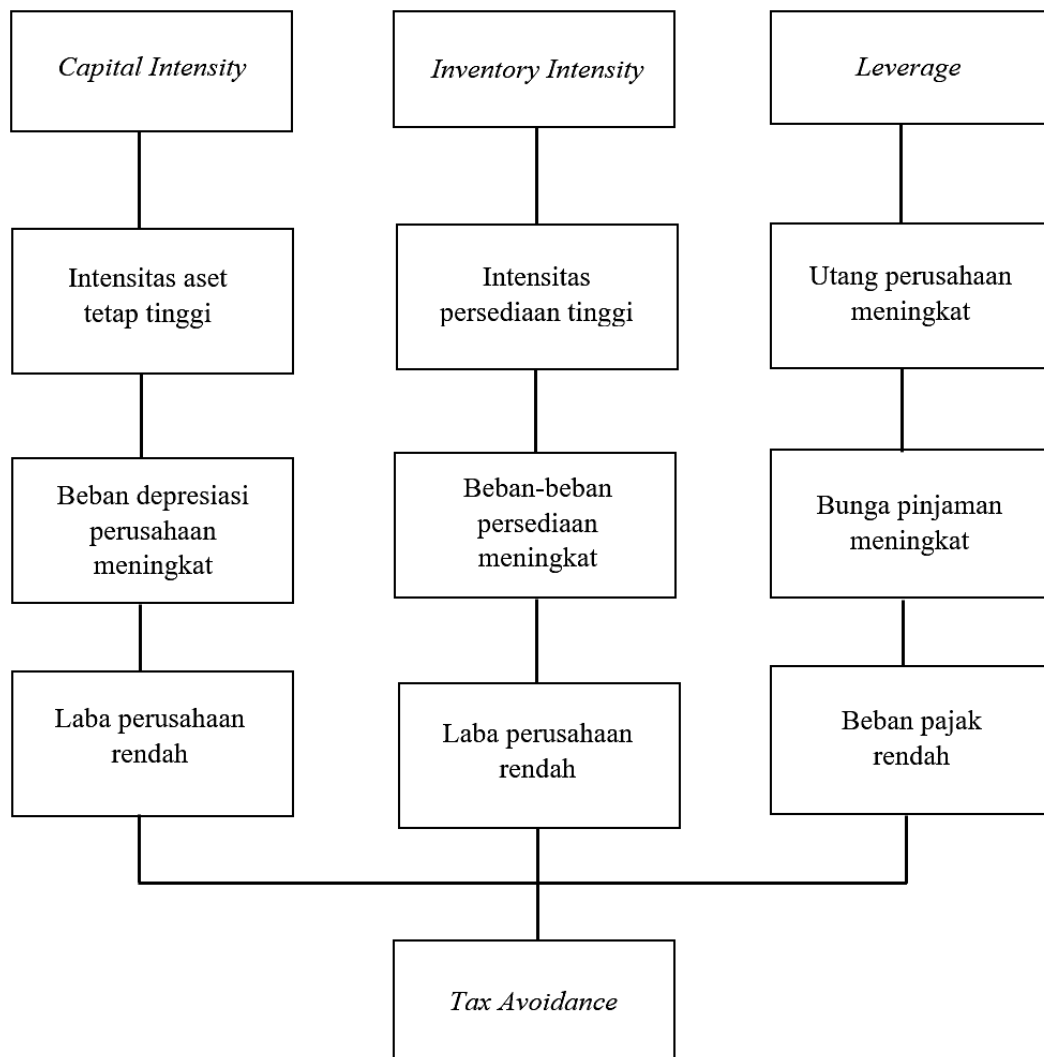 Capital Intensity
Inventory Intensity
Leverage
Intensitas aset
tetap tinggi
Intensitas
persediaan tinggi
Utang perusahaan
meningkat
Beban depresiasi
perusahaan
meningkat
Beban-beban
persediaan
meningkat
Bunga pinjaman
meningkat
Laba perusahaan
rendah
Laba perusahaan
rendah
Beban pajak
rendah
Tax Avoidance